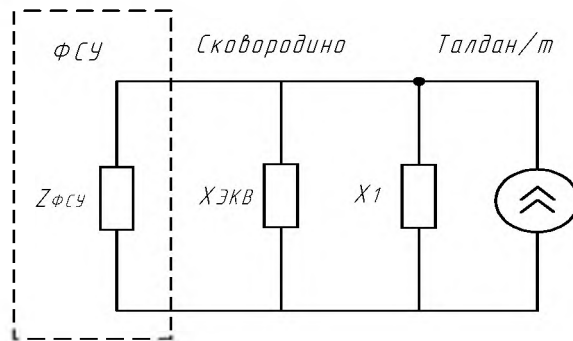 ФСУ
Сковородино
Талдан/т
ZФСУ
XЭКВ
X1